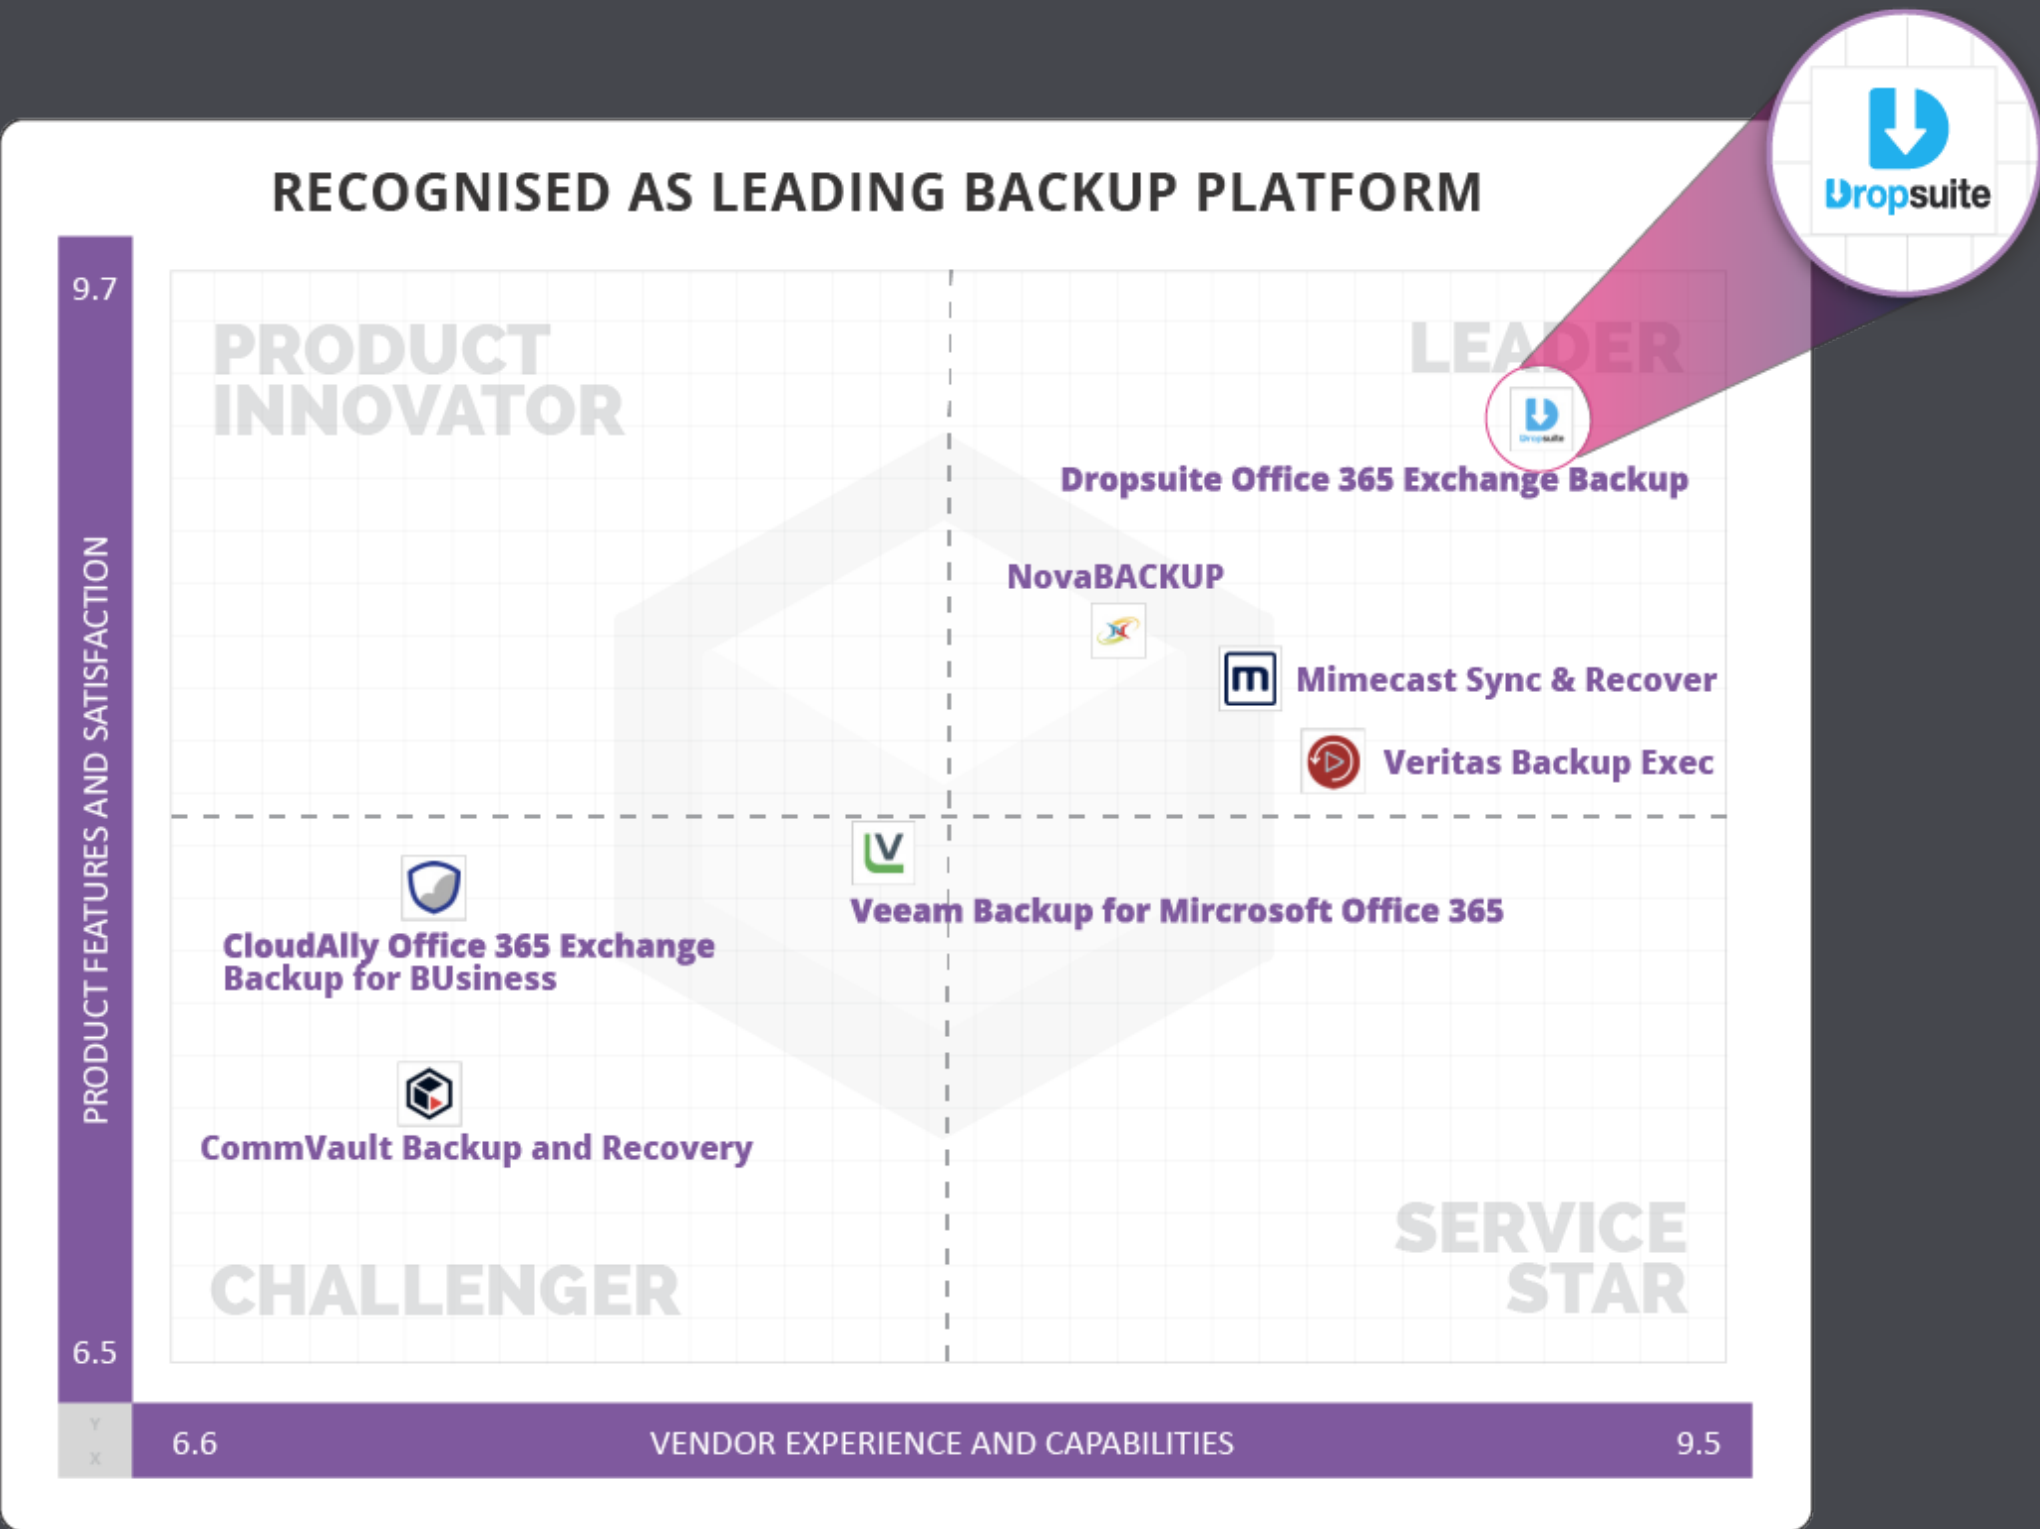 Dropsuite
RECOGNISED AS LEADING BACKUP PLATFORM
9.7
PRODUCT FEATURES AND SATISFACTION
6.5
PRODUCT
INNOVATOR
LEADER
Dropsuite
Dropsuite Office 365 Exchange Backup
NovaBACKUP
m
Mimecast Sync & Recover
Veritas Backup Exec
V
Veeam Backup for Mircrosoft Office 365
CloudAlly Office 365 Exchange
Backup for BUsiness
CommVault Backup and Recovery
CHALLENGER
SERVICE
STAR
Y
X
6.6
VENDOR EXPERIENCE AND CAPABILITIES
9.5